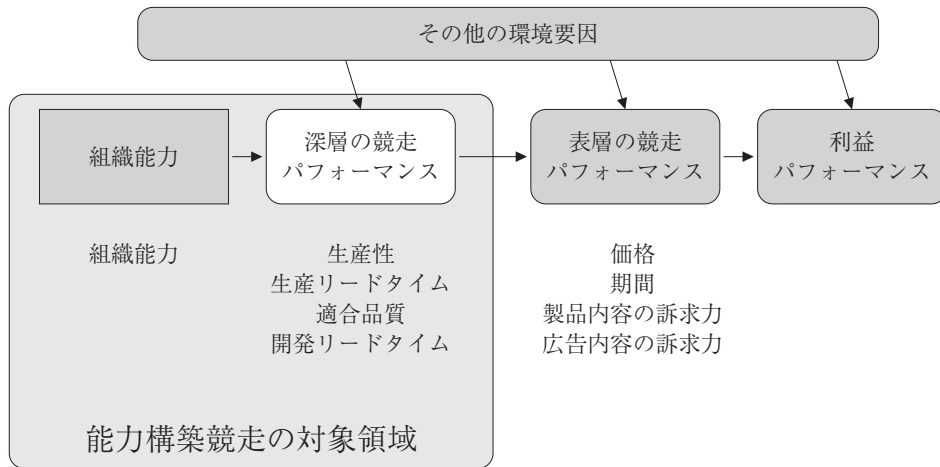 その他の環境要因
組織能力
深層の競走
パフォーマンス
表層の競走
パフォーマンス
利益
パフォーマンス
組織能力
生産性
生産リードタイム
適合品質
開発リードタイム
価格
期間
製品内容の訴求力
広告内容の訴求力
能力構築競走の対象領域